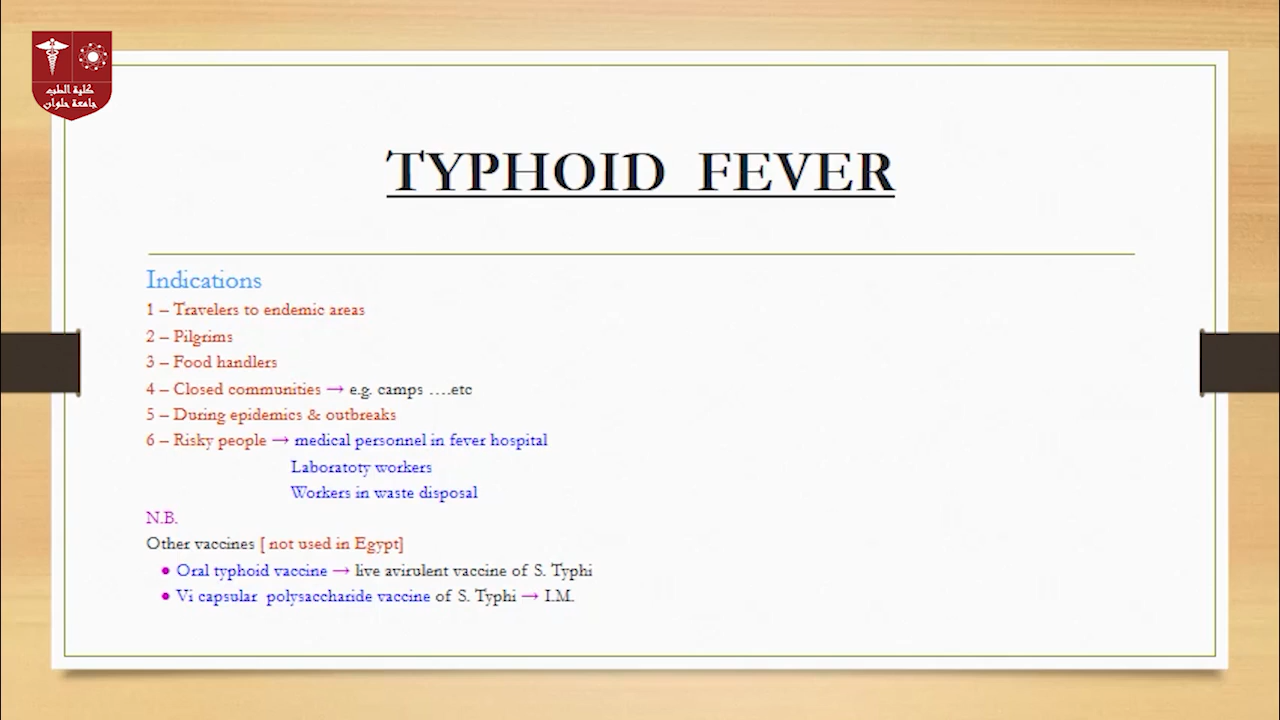 كلية الطب
جامعة حلوان
TYPHOID FEVER
Indications
1 – Travelers to endemic areas
2 – Pilgrims
3 – Food handlers
4 – Closed communities → e.g. camps ….etc
5 – During epidemics & outbreaks
6 – Risky people → medical personnel in fever hospital
Laboratoty workers
Workers in waste disposal
N.B.
Other vaccines [ not used in Egypt]
● Oral typhoid vaccine → live avirulent vaccine of S. Typhi
● Vi capsular polysaccharide vaccine of S. Typhi → I.M.